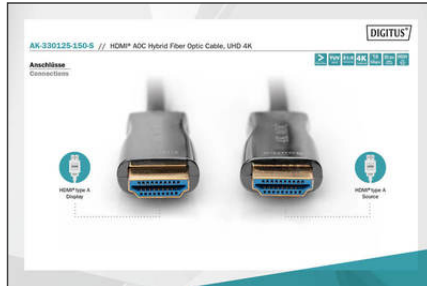 DIGITUS®
AK-330125-150-S // HDMI® AOC Hybrid Fiber Optic Cable, UHD 4K
YUV
4K
Anschlüsse
Connections
HDMI® type A
Display
HDMI® type A
Source